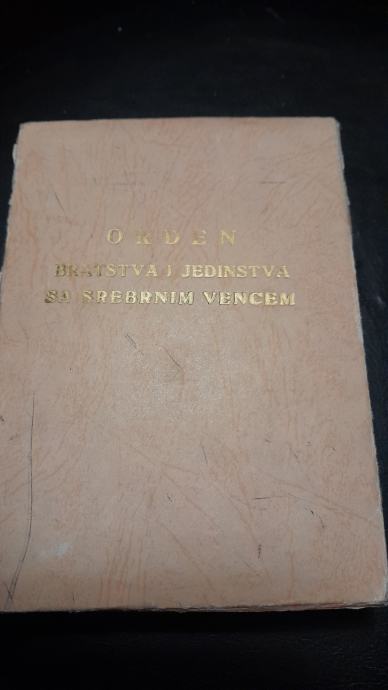 ORDEN
BRATSTVA I JEDINSTVA
SA SREBRNIM VENCEM